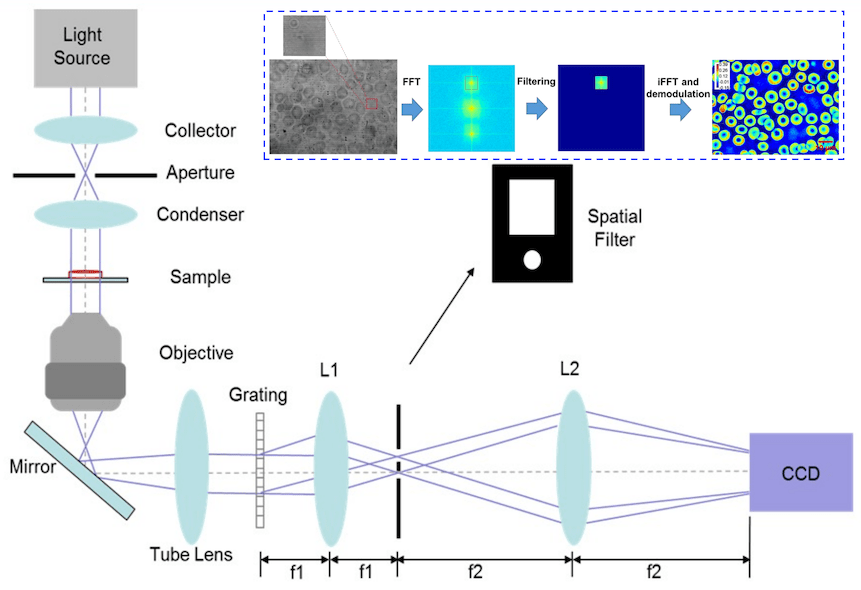 Light
Source
Collector
Aperture
Condenser
Sample
Objective
Mirror
Tube Lens
Grating
L1
L2
CCD
Spatial
Filter
FFT
Filtering
iFFT and
demodulation
f1
f1
f2
f2